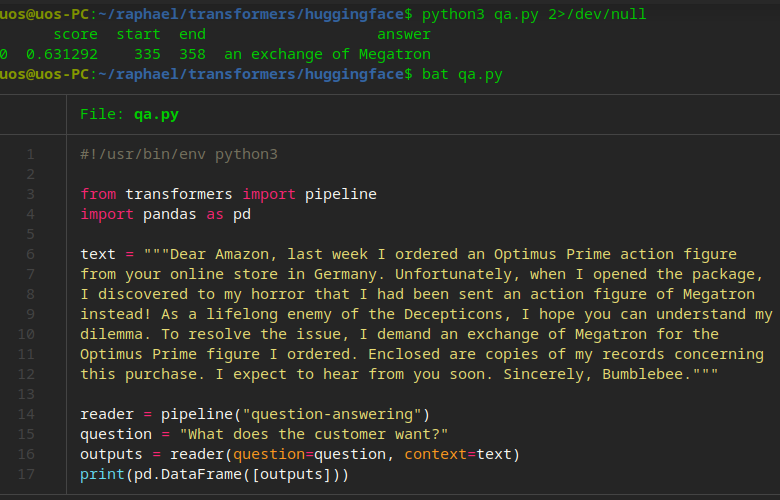 uos@uos-PC:~/raphael/transformers/huggingface$ python3 qa.py 2>/dev/null
score start end answer
0 0.631292 335 358 an exchange of Megatron
uos@uos-PC:~/raphael/transformers/huggingface$ bat qa.py
File: qa.py
1 #!/usr/bin/env python3
2
3 from transformers import pipeline
4 import pandas as pd
5
6 text = """Dear Amazon, last week I ordered an Optimus Prime action figure
7 from your online store in Germany. Unfortunately, when I opened the package,
8 I discovered to my horror that I had been sent an action figure of Megatron
9 instead! As a lifelong enemy of the Decepticons, I hope you can understand my
10 dilemma. To resolve the issue, I demand an exchange of Megatron for the
11 Optimus Prime figure I ordered. Enclosed are copies of my records concerning
12 this purchase. I expect to hear from you soon. Sincerely, Bumblebee."""
13
14 reader = pipeline("question-answering")
15 question = "What does the customer want?"
16 outputs = reader(question=question, context=text)
17 print(pd.DataFrame([outputs]))